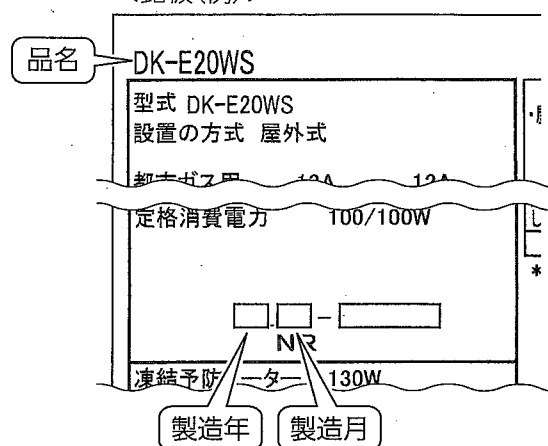 品名
DK-E20WS
型式 DK-E20WS
設置の方式 屋外式
定格消費電力 100/100W
. -
NR
凍結予防ヒーター 130W
製造年
製造月